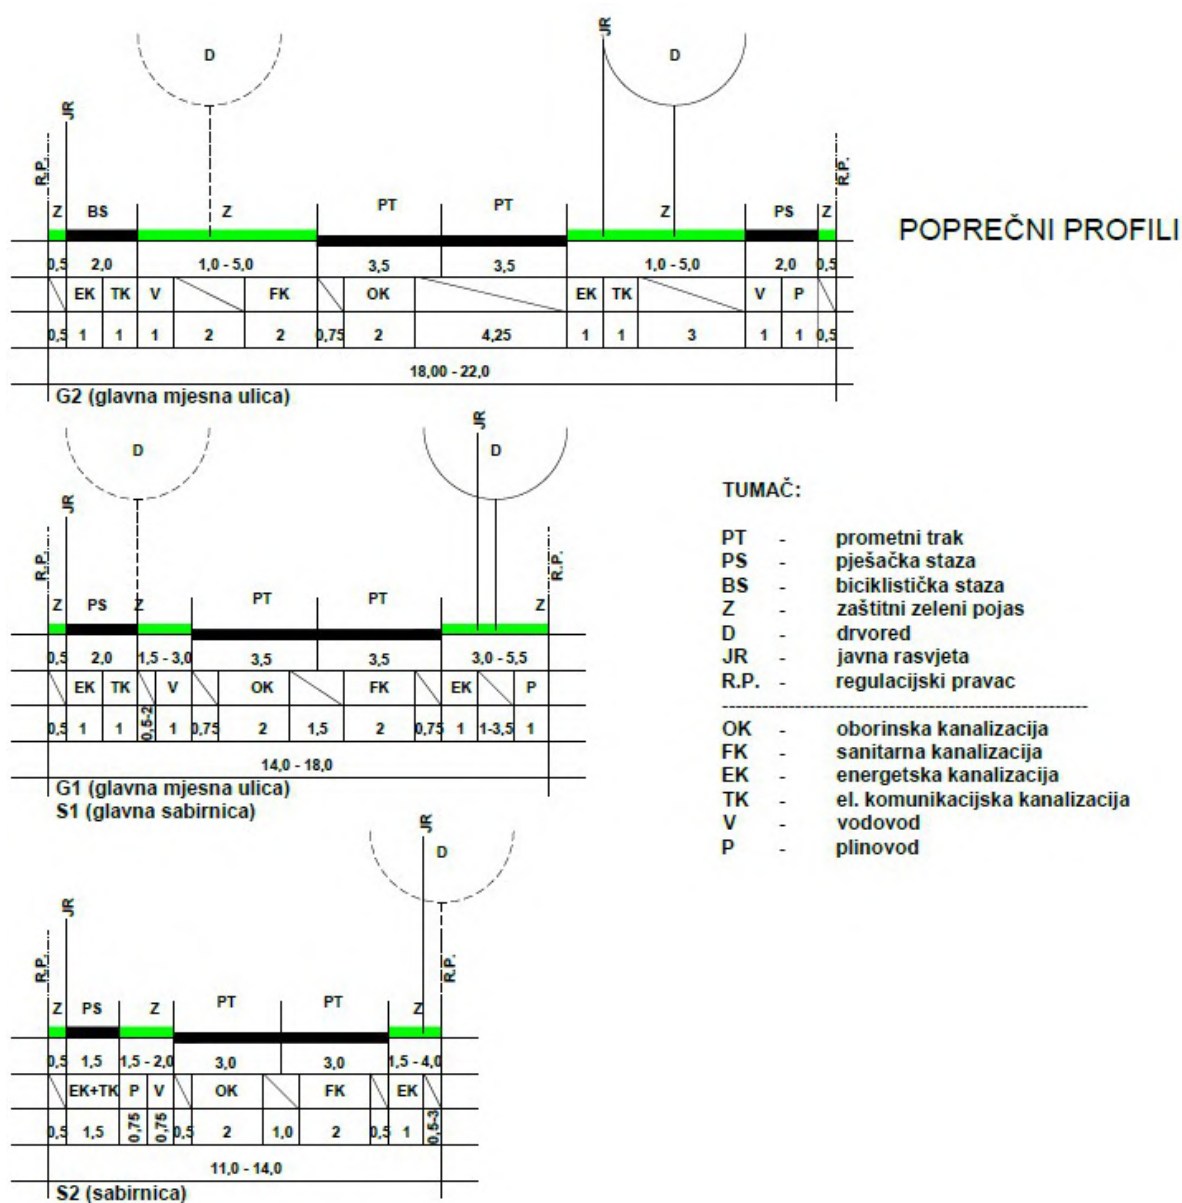 JR
D
D
JR
R.P.
R.P.
Z BS Z PT PT Z PS Z
POPREČNI PROFILI
0,5 2,0 1,0 - 5,0 3,5 3,5 1,0 - 5,0 2,0 0,5
EK TK V FK OK EK TK V P
0,5 1 1 1 2 2 0,75 2 4,25 1 1 3 1 1 0,5
18,00 - 22,0
G2 (glavna mjesna ulica)
JR
D
D
JR
R.P.
R.P.
Z PS Z PT PT Z
0,5 2,0 1,5 - 3,0 3,5 3,5 3,0 - 5,5
EK TK V OK FK EK P
0,5 1 1 0,5-2 1 0,75 2 1,5 2 0,75 1 1-3,5 1
14,0 - 18,0
G1 (glavna mjesna ulica)
S1 (glavna sabirnica)
TUMAČ:
PT - prometni trak
PS - pješačka staza
BS - biciklistička staza
Z - zaštitni zeleni pojas
D - drvored
JR - javna rasvjeta
R.P. - regulacijski pravac
OK - oborinska kanalizacija
FK - sanitarna kanalizacija
EK - energetska kanalizacija
TK - el. komunikacijska kanalizacija
V - vodovod
P - plinovod
JR
D
JR
R.P.
R.P.
Z PS Z PT PT Z
0,5 1,5 1,5 - 2,0 3,0 3,0 1,5 - 4,0
EK+TK P V OK FK EK
0,5 1,5 0,75 0,75 0,5 2 1,0 2 0,5 1 0,5-3
11,0 - 14,0
S2 (sabirnica)